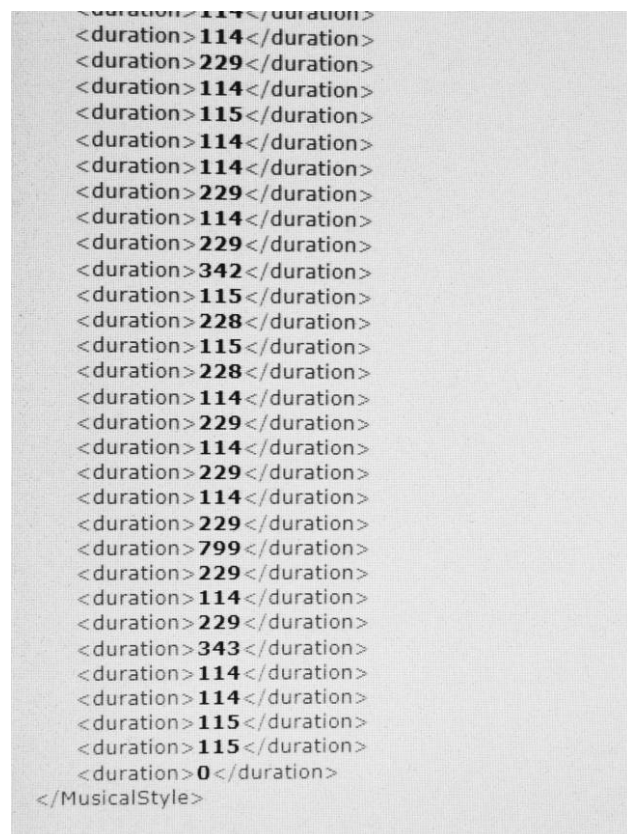 <duration>114</duration>
<duration>114</duration>
<duration>229</duration>
<duration>114</duration>
<duration>115</duration>
<duration>114</duration>
<duration>114</duration>
<duration>229</duration>
<duration>114</duration>
<duration>229</duration>
<duration>342</duration>
<duration>115</duration>
<duration>228</duration>
<duration>115</duration>
<duration>228</duration>
<duration>114</duration>
<duration>229</duration>
<duration>114</duration>
<duration>229</duration>
<duration>114</duration>
<duration>229</duration>
<duration>799</duration>
<duration>229</duration>
<duration>114</duration>
<duration>229</duration>
<duration>343</duration>
<duration>114</duration>
<duration>114</duration>
<duration>115</duration>
<duration>115</duration>
<duration>0</duration>
</MusicalStyle>